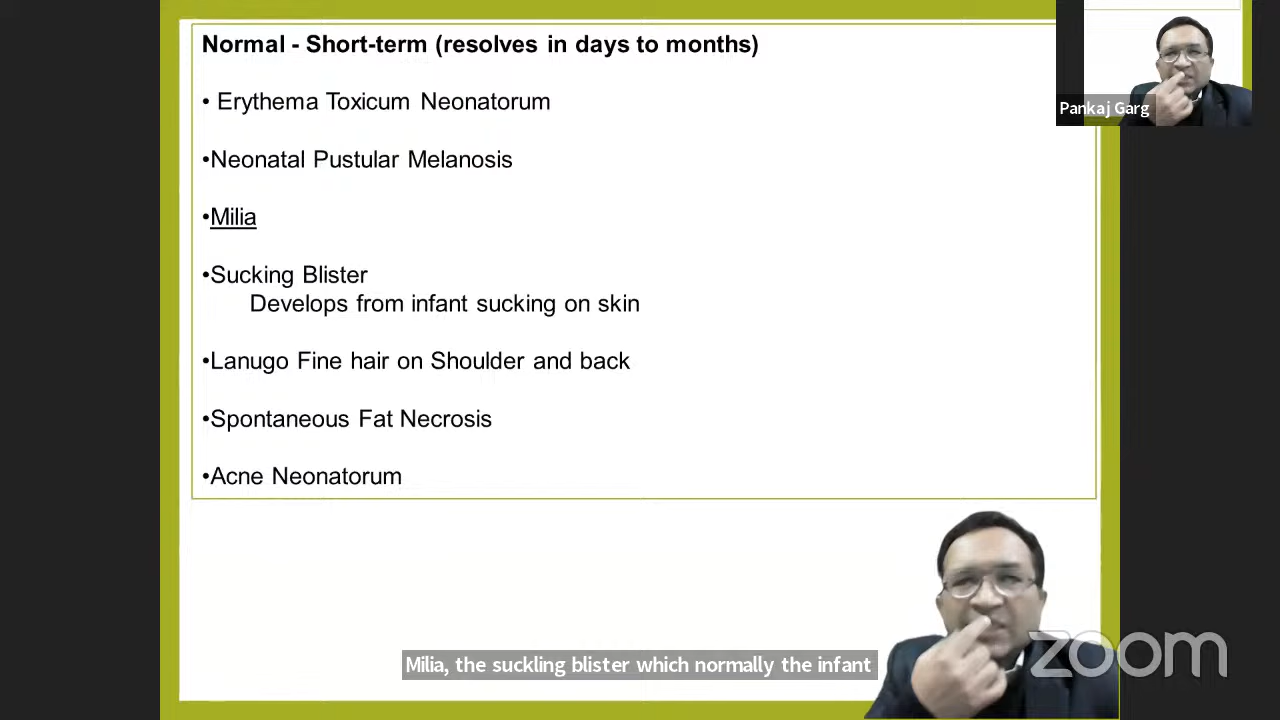 Normal - Short-term (resolves in days to months)
• Erythema Toxicum Neonatorum
•Neonatal Pustular Melanosis
•Milia
•Sucking Blister
Develops from infant sucking on skin
•Lanugo Fine hair on Shoulder and back
•Spontaneous Fat Necrosis
•Acne Neonatorum
Pankaj Garg
zoom
Milia, the suckling blister which normally the infant